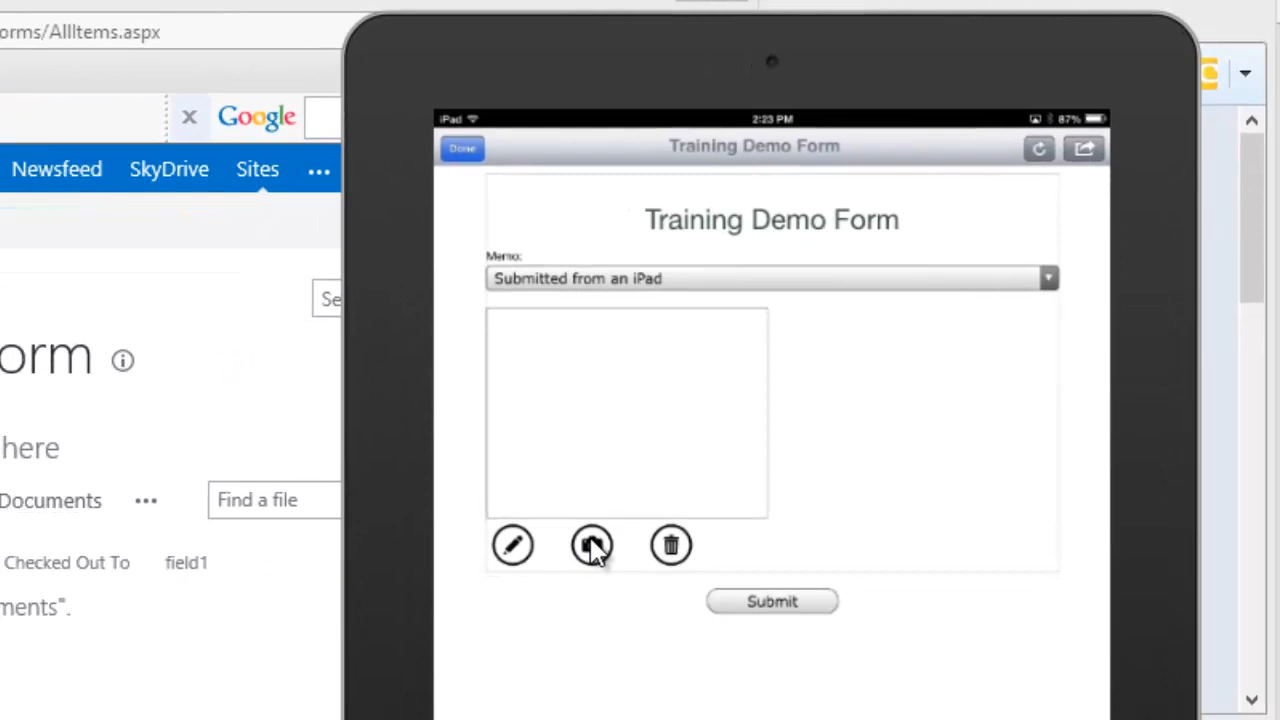 orms/AllItems.aspx
Google
Newsfeed SkyDrive Sites ...
Se
orm
here
Documents ...
Find a file
Checked Out To field1
ments".
iPad 2:23 PM 87%
Done Training Demo Form
Training Demo Form
Memo:
Submitted from an iPad
Submit